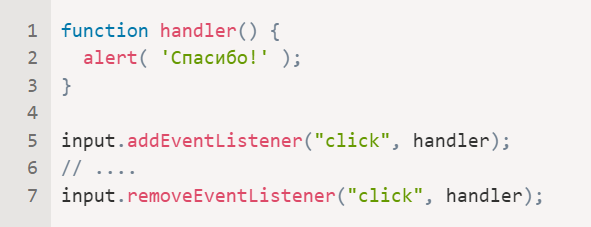 1 function handler() {
2   alert( 'Спасибо!' );
3 }
4
5 input.addEventListener("click", handler);
6 // ....
7 input.removeEventListener("click", handler);